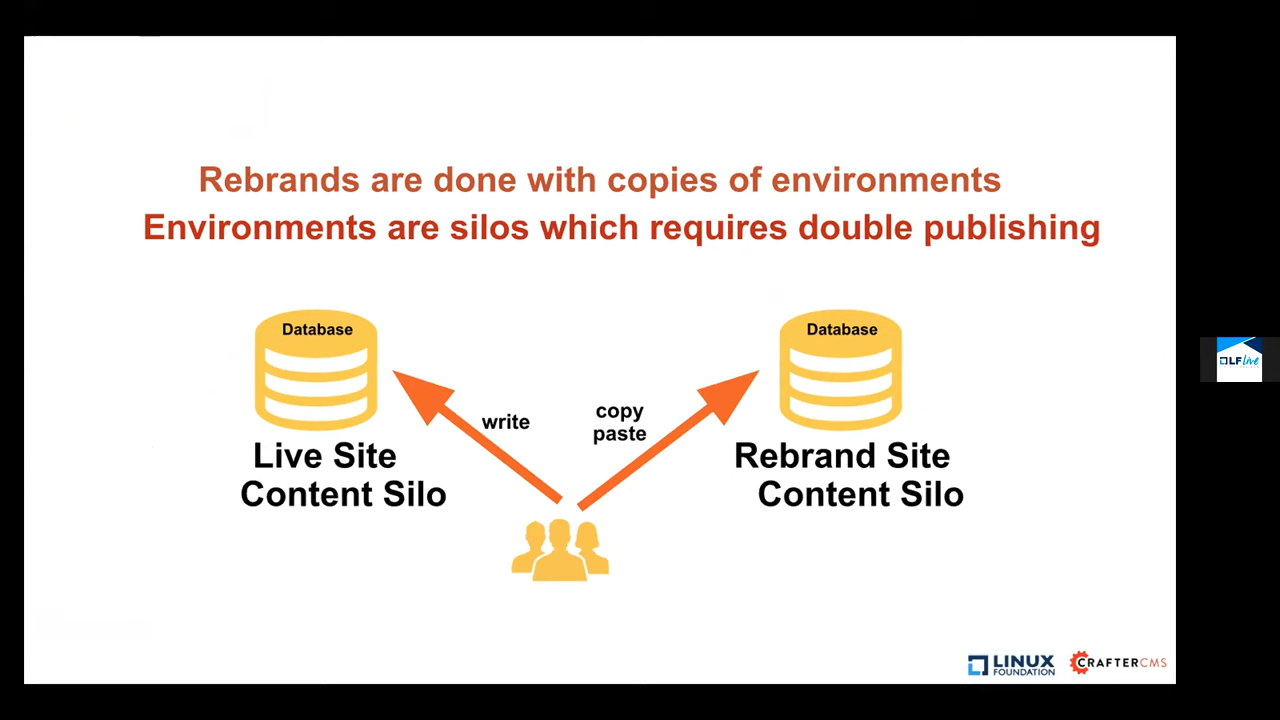 Rebrands are done with copies of environments
Environments are silos which requires double publishing
Database
Database
write
copy
paste
Live Site
Content Silo
Rebrand Site
Content Silo
LF live
LINUX
FOUNDATION
CRAFTERCMS